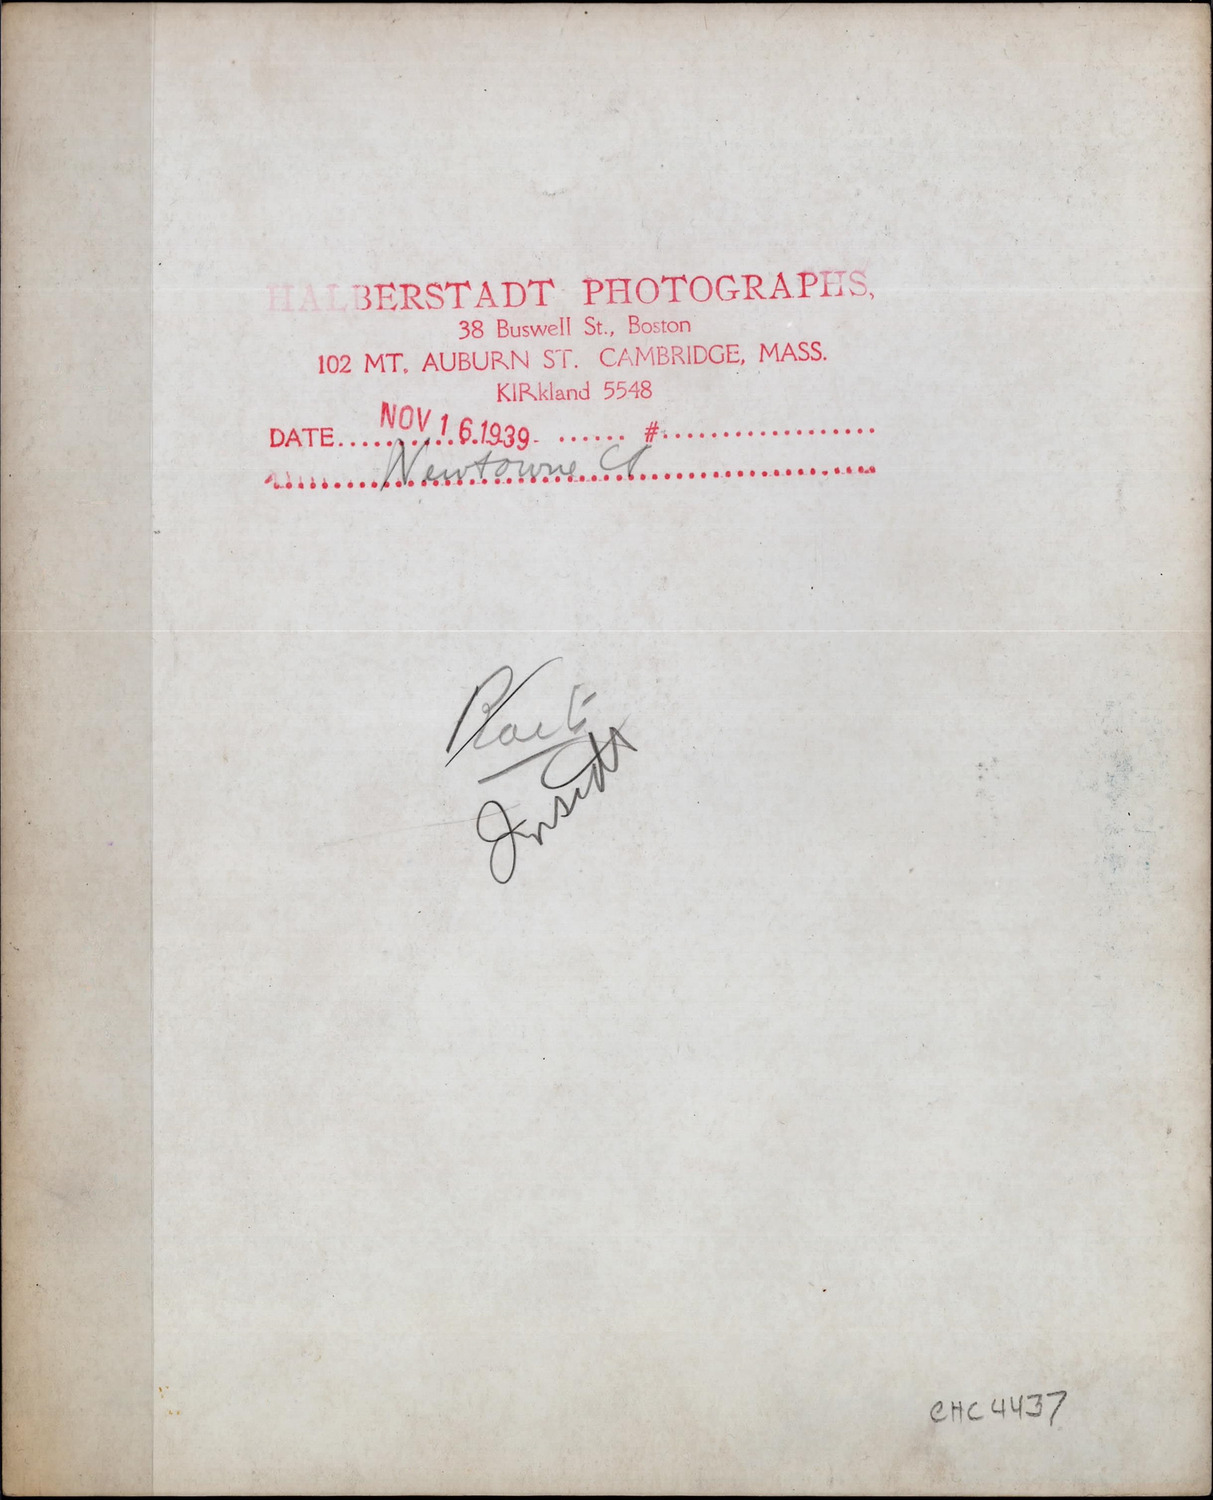 HALBERSTADT PHOTOGRAPHS,
38 Buswell St., Boston
102 MT. AUBURN ST. CAMBRIDGE, MASS.
KIRkland 5548
DATE NOV 16 1939 #
Newtowne Ct
CHC 4437